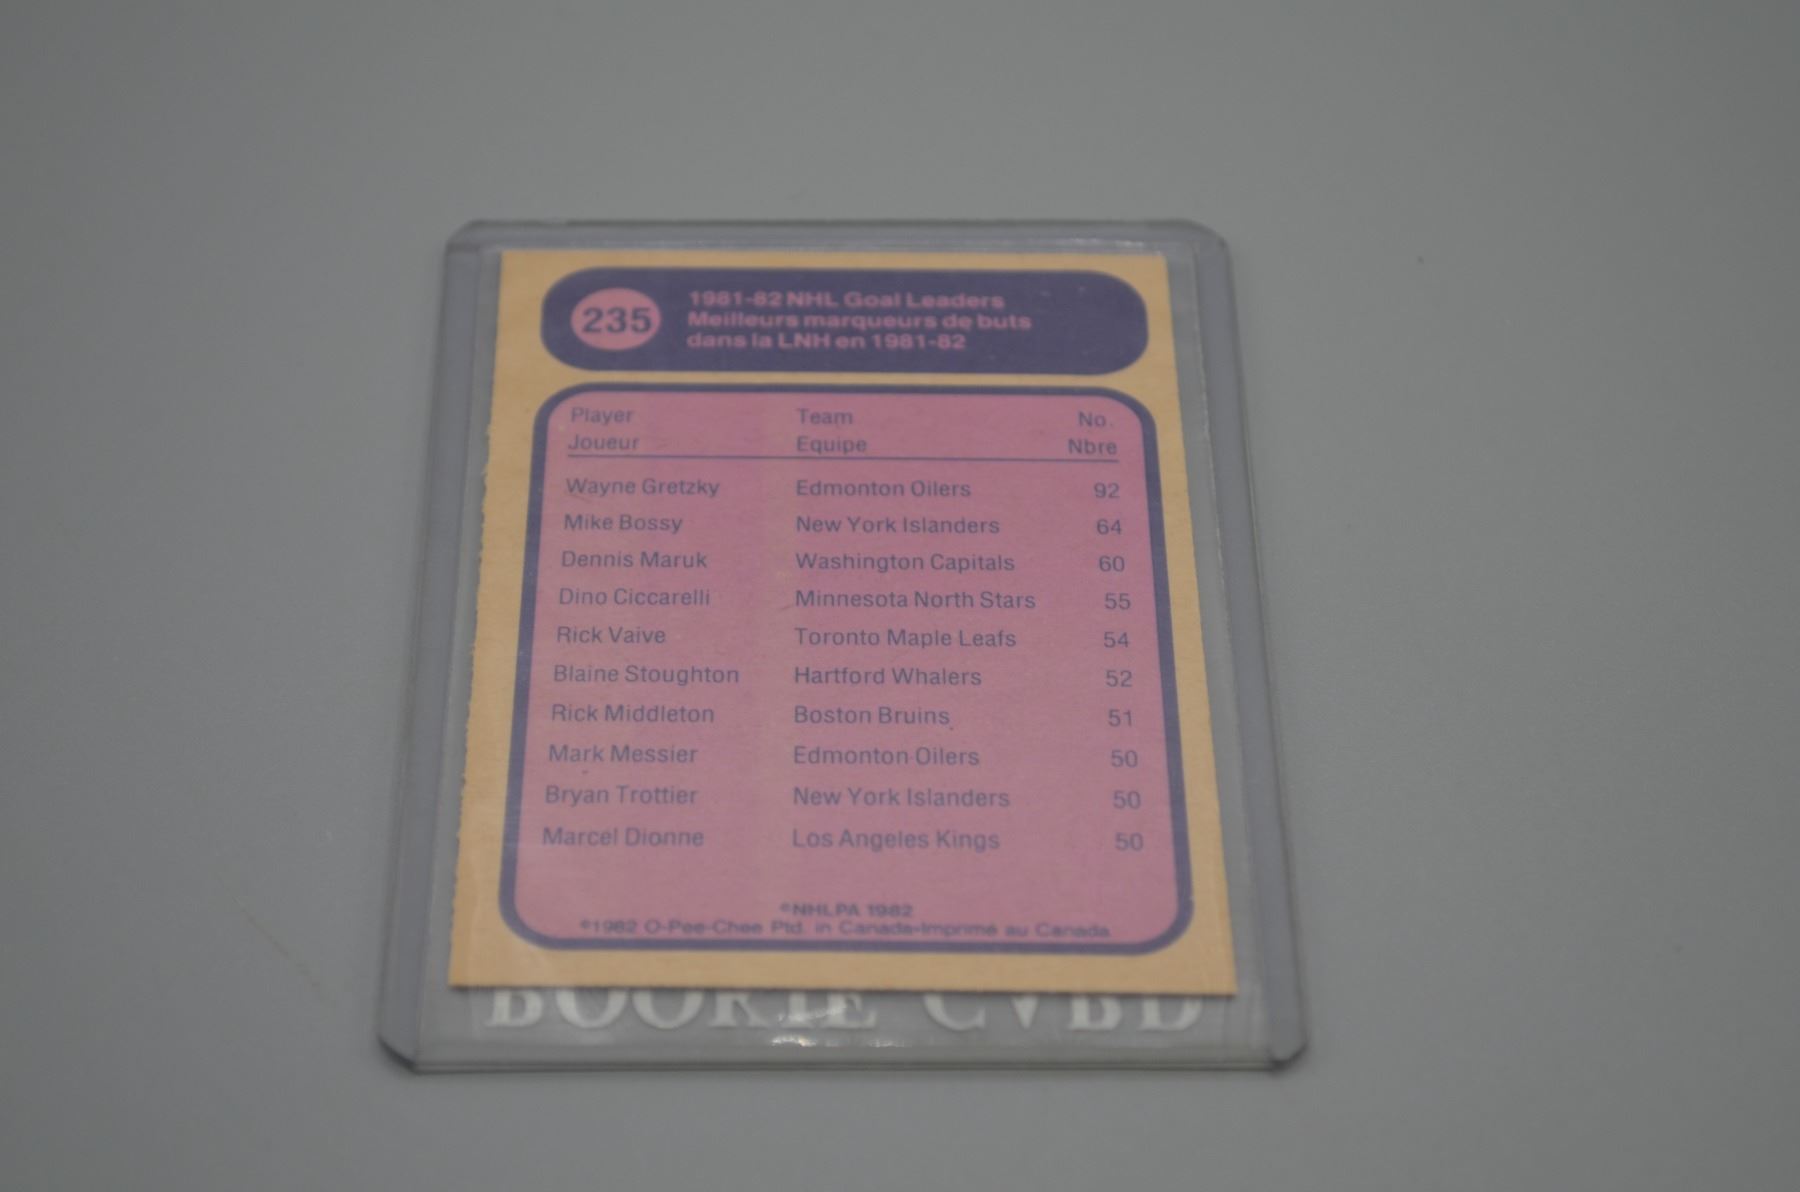 235
1981-82 NHL Goal Leaders
Meilleurs marqueurs de buts
dans la LNH en 1981-82
Player Team No.
Joueur Equipe Nbre
Wayne Gretzky Edmonton Oilers 92
Mike Bossy New York Islanders 64
Dennis Maruk Washington Capitals 60
Dino Ciccarelli Minnesota North Stars 55
Rick Vaive Toronto Maple Leafs 54
Blaine Stoughton Hartford Whalers 52
Rick Middleton Boston Bruins 51
Mark Messier Edmonton Oilers 50
Bryan Trottier New York Islanders 50
Marcel Dionne Los Angeles Kings 50
©NHLPA 1982
©1982 O-Pee-Chee Ptd. in Canada-Imprimé au Canada